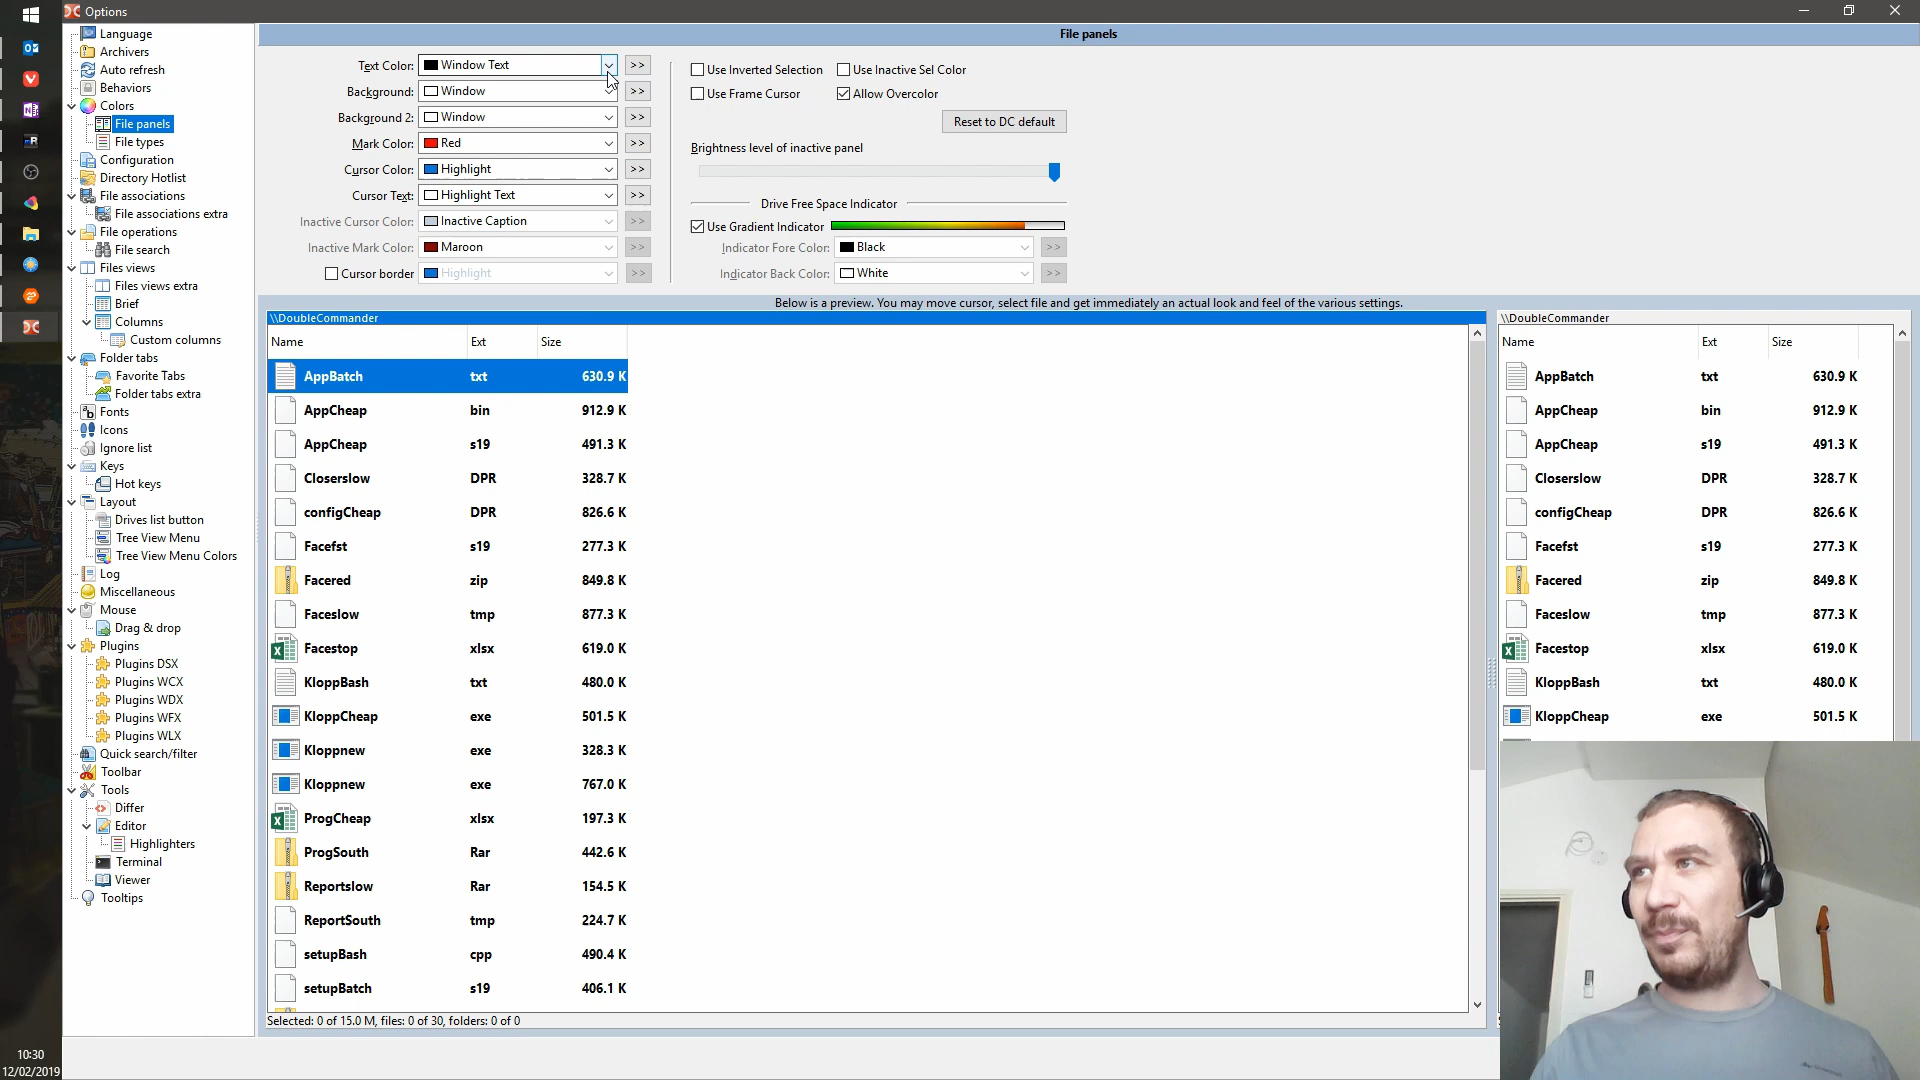 Options
Language
Archivers
Auto refresh
Behaviors
Colors
File panels
File types
Configuration
Directory Hotlist
File associations
File associations extra
File operations
File search
Files views
Files views extra
Brief
Columns
Custom columns
Folder tabs
Favorite Tabs
Folder tabs extra
Fonts
Icons
Ignore list
Keys
Hot keys
Layout
Drives list button
Tree View Menu
Tree View Menu Colors
Log
Miscellaneous
Mouse
Drag & drop
Plugins
Plugins DSX
Plugins WCX
Plugins WDX
Plugins WFX
Plugins WLX
Quick search/filter
Toolbar
Tools
Differ
Editor
Highlighters
Terminal
Viewer
Tooltips
10:30
12/02/2019
File panels
Text Color: Window Text >>
Background: Window >>
Background 2: Window >>
Mark Color: Red >>
Cursor Color: Highlight >>
Cursor Text: Highlight Text >>
Inactive Cursor Color: Inactive Caption >>
Inactive Mark Color: Maroon >>
Cursor border Highlight >>
Use Inverted Selection Use Inactive Sel Color
Use Frame Cursor Allow Overcolor
Reset to DC default
Brightness level of inactive panel
Drive Free Space Indicator
Use Gradient Indicator
Indicator Fore Color: Black >>
Indicator Back Color: White >>
Below is a preview. You may move cursor, select file and get immediately an actual look and feel of the various settings.
\\DoubleCommander
Name Ext Size
AppBatch txt 630.9 K
AppCheap bin 912.9 K
AppCheap s19 491.3 K
Closerslow DPR 328.7 K
configCheap DPR 826.6 K
Facefst s19 277.3 K
Facered zip 849.8 K
Faceslow tmp 877.3 K
Facestop xlsx 619.0 K
KloppBash txt 480.0 K
KloppCheap exe 501.5 K
Kloppnew exe 328.3 K
Kloppnew exe 767.0 K
ProgCheap xlsx 197.3 K
ProgSouth Rar 442.6 K
Reportslow Rar 154.5 K
ReportSouth tmp 224.7 K
setupBash cpp 490.4 K
setupBatch s19 406.1 K
Selected: 0 of 15.0 M, files: 0 of 30, folders: 0 of 0
\\DoubleCommander
Name Ext Size
AppBatch txt 630.9 K
AppCheap bin 912.9 K
AppCheap s19 491.3 K
Closerslow DPR 328.7 K
configCheap DPR 826.6 K
Facefst s19 277.3 K
Facered zip 849.8 K
Faceslow tmp 877.3 K
Facestop xlsx 619.0 K
KloppBash txt 480.0 K
KloppCheap exe 501.5 K